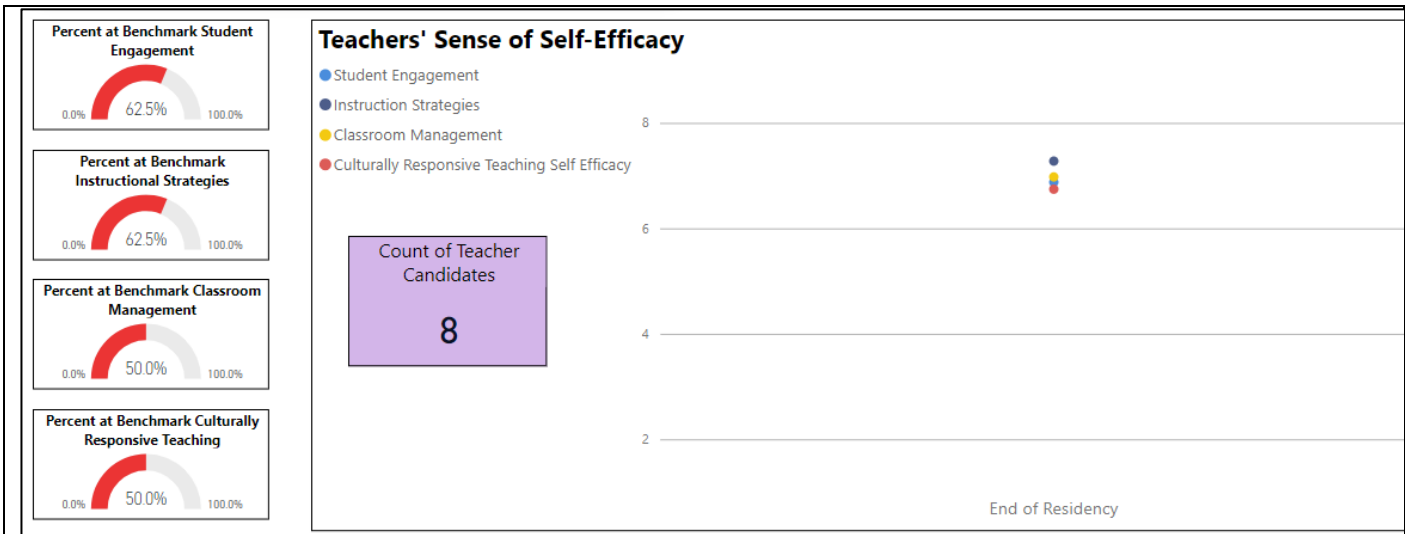 Percent at Benchmark Student
Engagement
0.0%
62.5%
100.0%
Percent at Benchmark
Instructional Strategies
0.0%
62.5%
100.0%
Percent at Benchmark Classroom
Management
0.0%
50.0%
100.0%
Percent at Benchmark Culturally
Responsive Teaching
0.0%
50.0%
100.0%
Teachers' Sense of Self-Efficacy
Student Engagement
Instruction Strategies
Classroom Management
Culturally Responsive Teaching Self Efficacy
Count of Teacher
Candidates
8
8
6
4
2
End of Residency